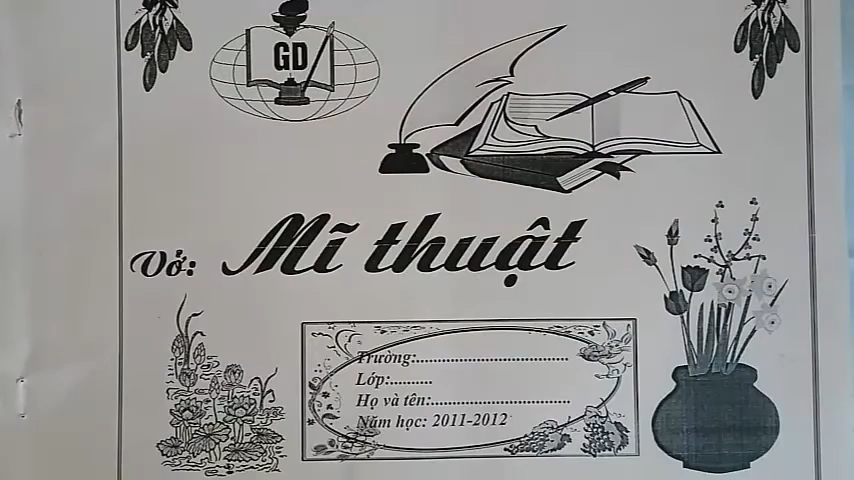 GD
Vở: Mĩ thuật
Trường:..............................................
Lớp:..........
Họ và tên:..........................................
Năm học: 2011-2012